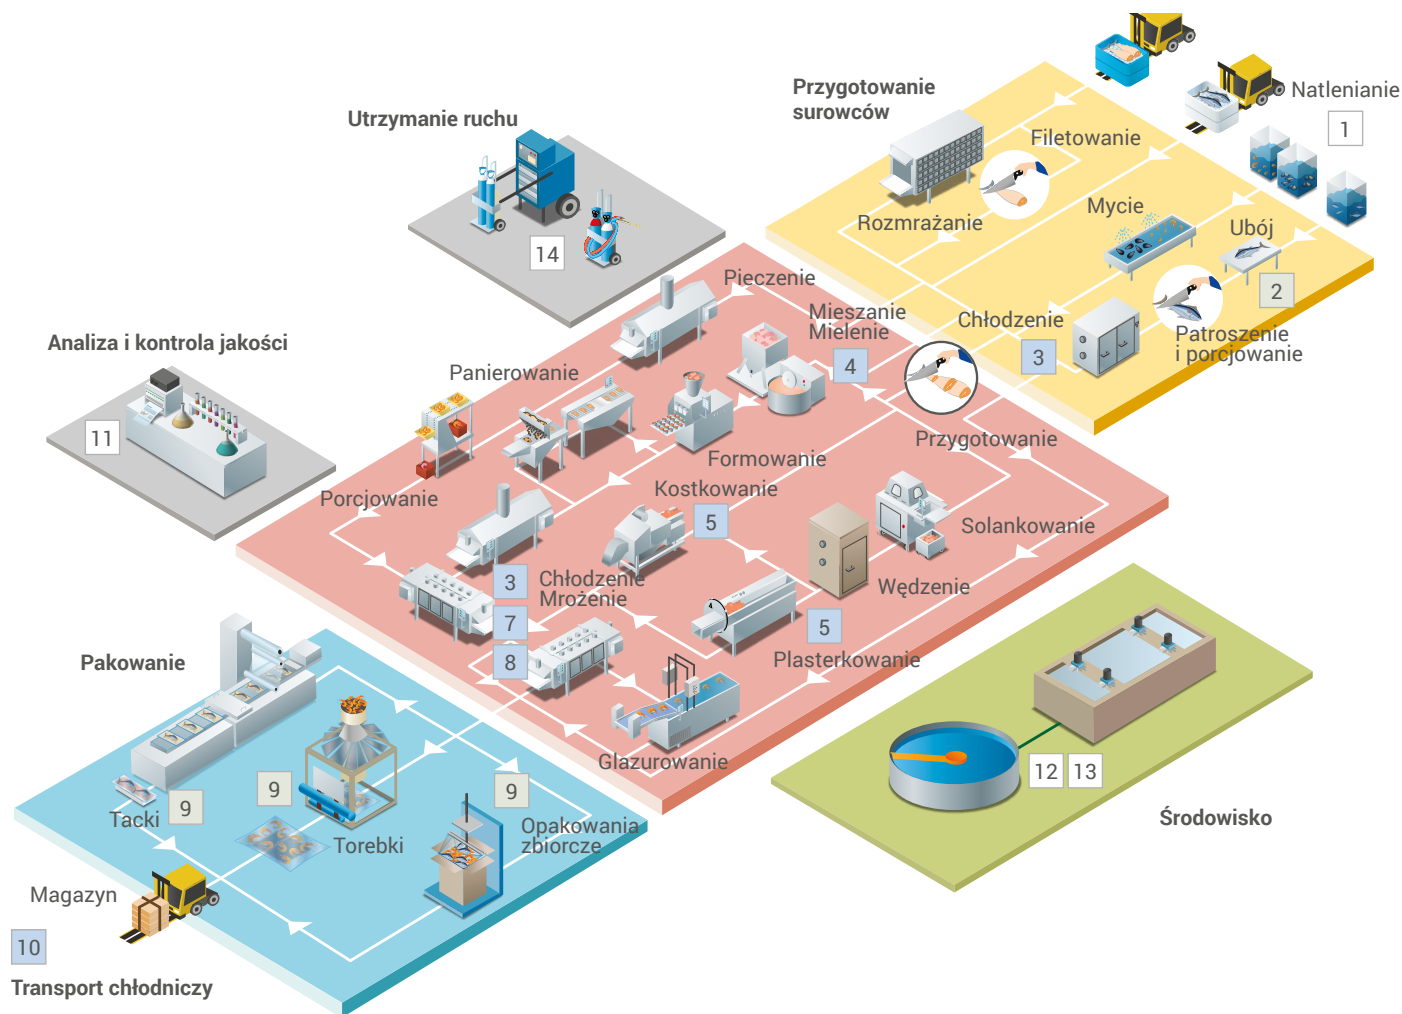 Przygotowanie
surowców
Natlenianie
1
Filetowanie
Rozmrażanie
Mycie
Ubój
2
Chłodzenie
3
Patroszenie
i porcjowanie
Utrzymanie ruchu
14
Analiza i kontrola jakości
11
Pieczenie
Mieszanie
Mielenie
4
Panierowanie
Przygotowanie
Formowanie
Porcjowanie
Kostkowanie
5
Solankowanie
Wędzenie
3
Chłodzenie
Mrożenie
7
8
5
Plasterkowanie
Glazurowanie
Pakowanie
9
Tacki
9
Torebki
9
Opakowania
zbiorcze
Magazyn
10
Transport chłodniczy
12
13
Środowisko